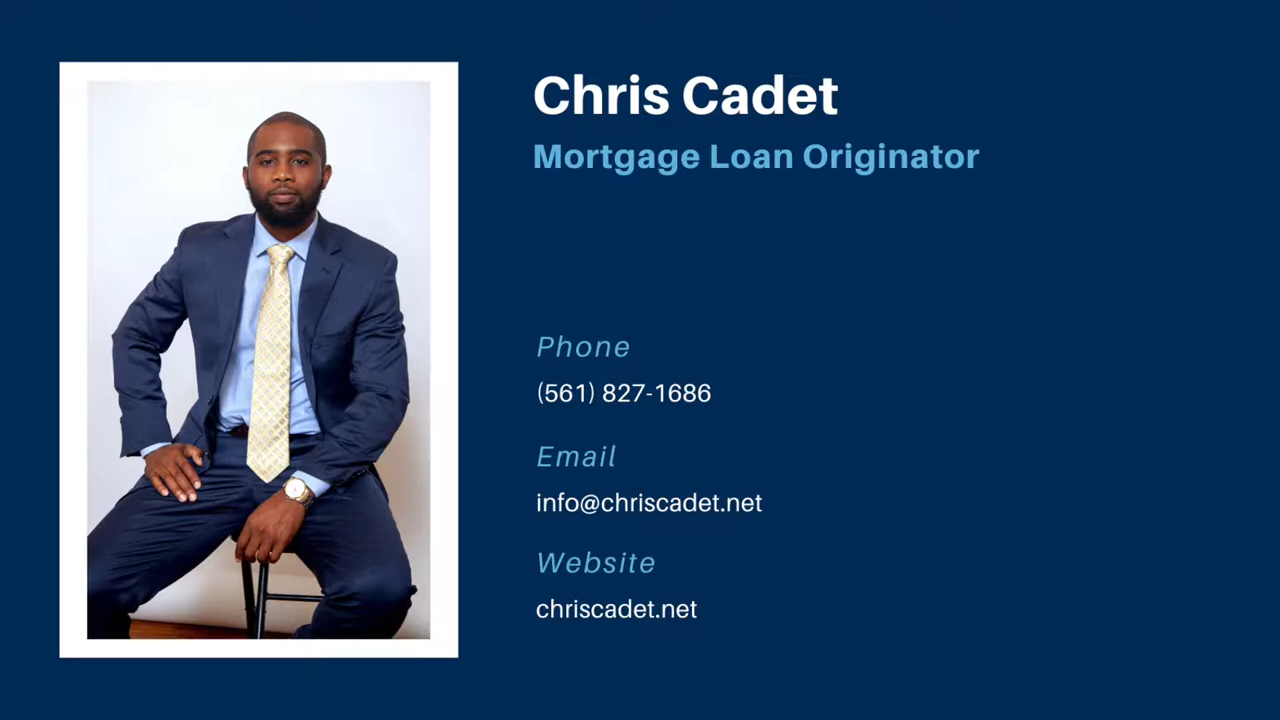 Chris Cadet
Mortgage Loan Originator
Phone
(561) 827-1686
Email
info@chriscadet.net
Website
chriscadet.net